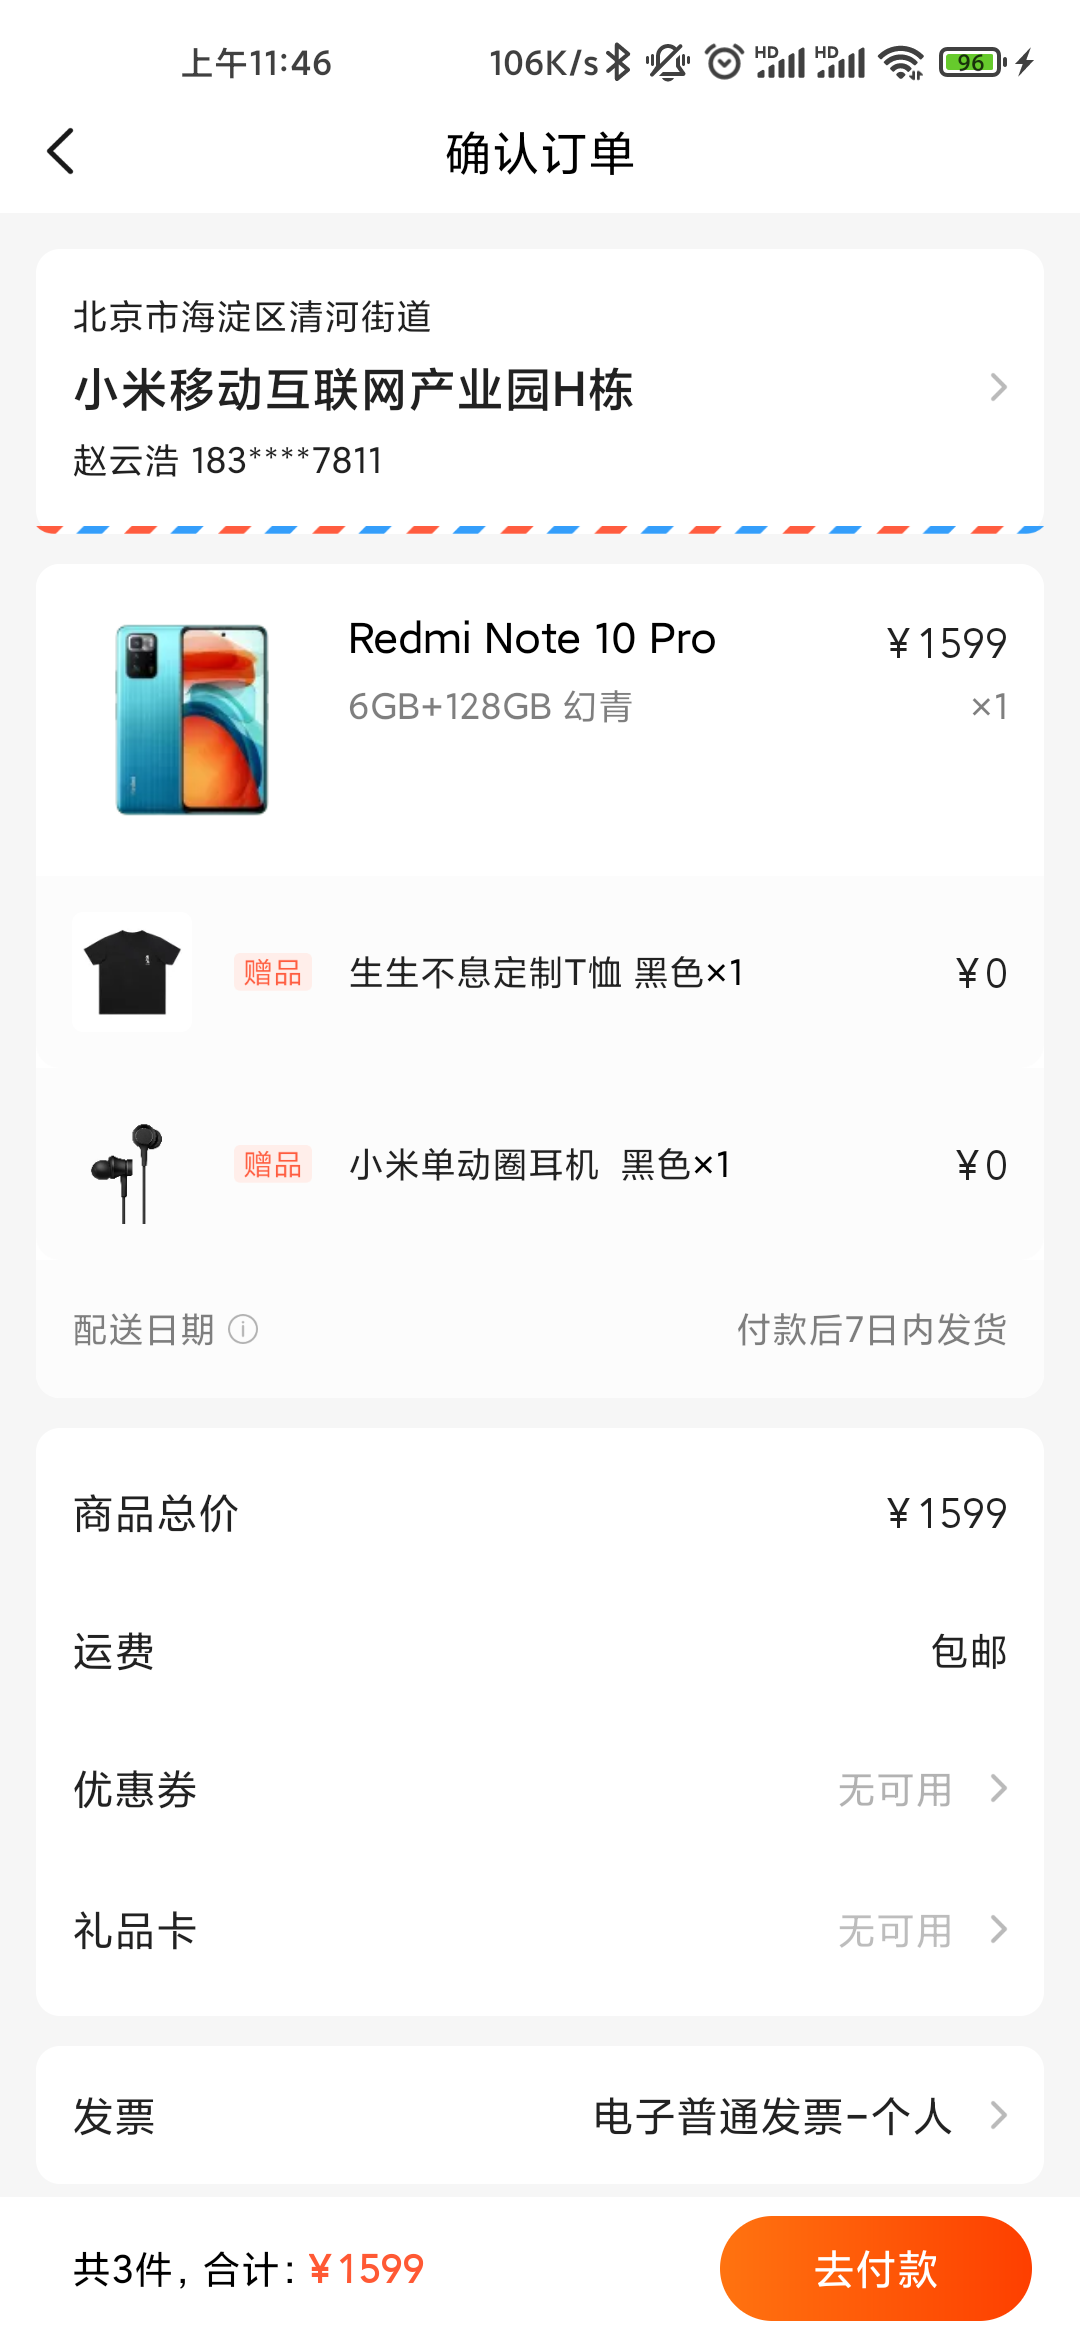 上午11:46 106K/s HD HD 96
确认订单
北京市海淀区清河街道
小米移动互联网产业园H栋
赵云浩 183****7811
Redmi Note 10 Pro ¥1599
6GB+128GB 幻青 ×1
赠品 生生不息定制T恤 黑色×1 ¥0
赠品 小米单动圈耳机 黑色×1 ¥0
配送日期 付款后7日内发货
商品总价 ¥1599
运费 包邮
优惠券 无可用
礼品卡 无可用
发票 电子普通发票-个人
共3件, 合计: ¥1599 去付款